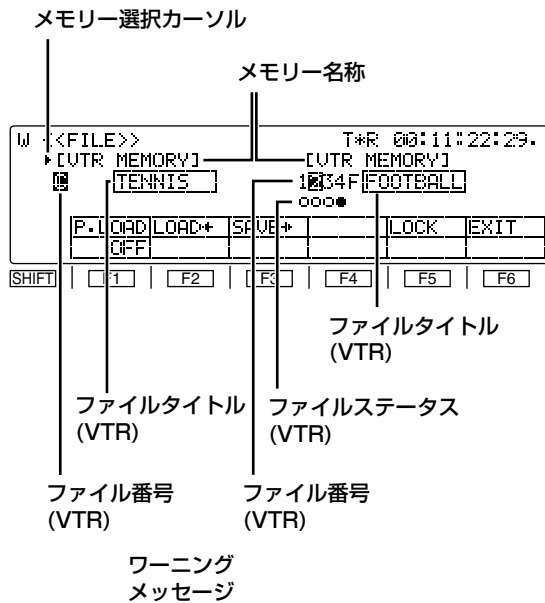 メモリー選択カーソル
メモリー名称
W <<FILE>> T*R 00:11:22:29.
[VTR MEMORY] [VTR MEMORY]
TENNIS 1234F FOOTBALL
P.LOAD LOAD SAVE LOCK EXIT
OFF
SHIFT F1 F2 F3 F4 F5 F6
ファイルタイトル
(VTR)
ファイルタイトル
(VTR)
ファイルステータス
(VTR)
ファイル番号
(VTR)
ファイル番号
(VTR)
ワーニング
メッセージ